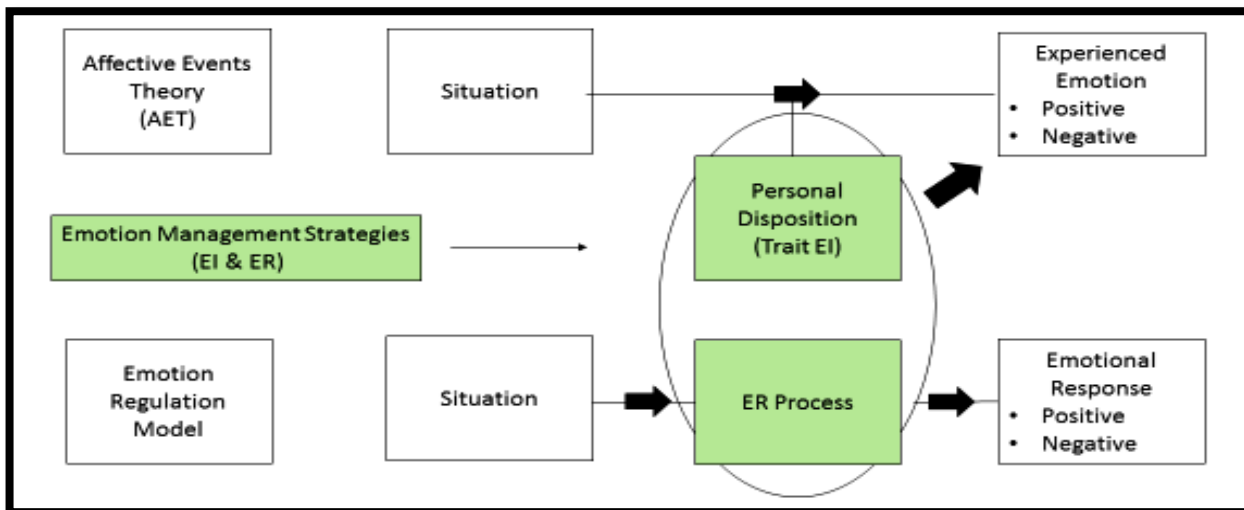 Affective Events
Theory
(AET)
Situation
Experienced
Emotion
• Positive
• Negative
Personal
Disposition
(Trait EI)
Emotion Management Strategies
(EI & ER)
Emotion
Regulation
Model
Situation
ER Process
Emotional
Response
• Positive
• Negative